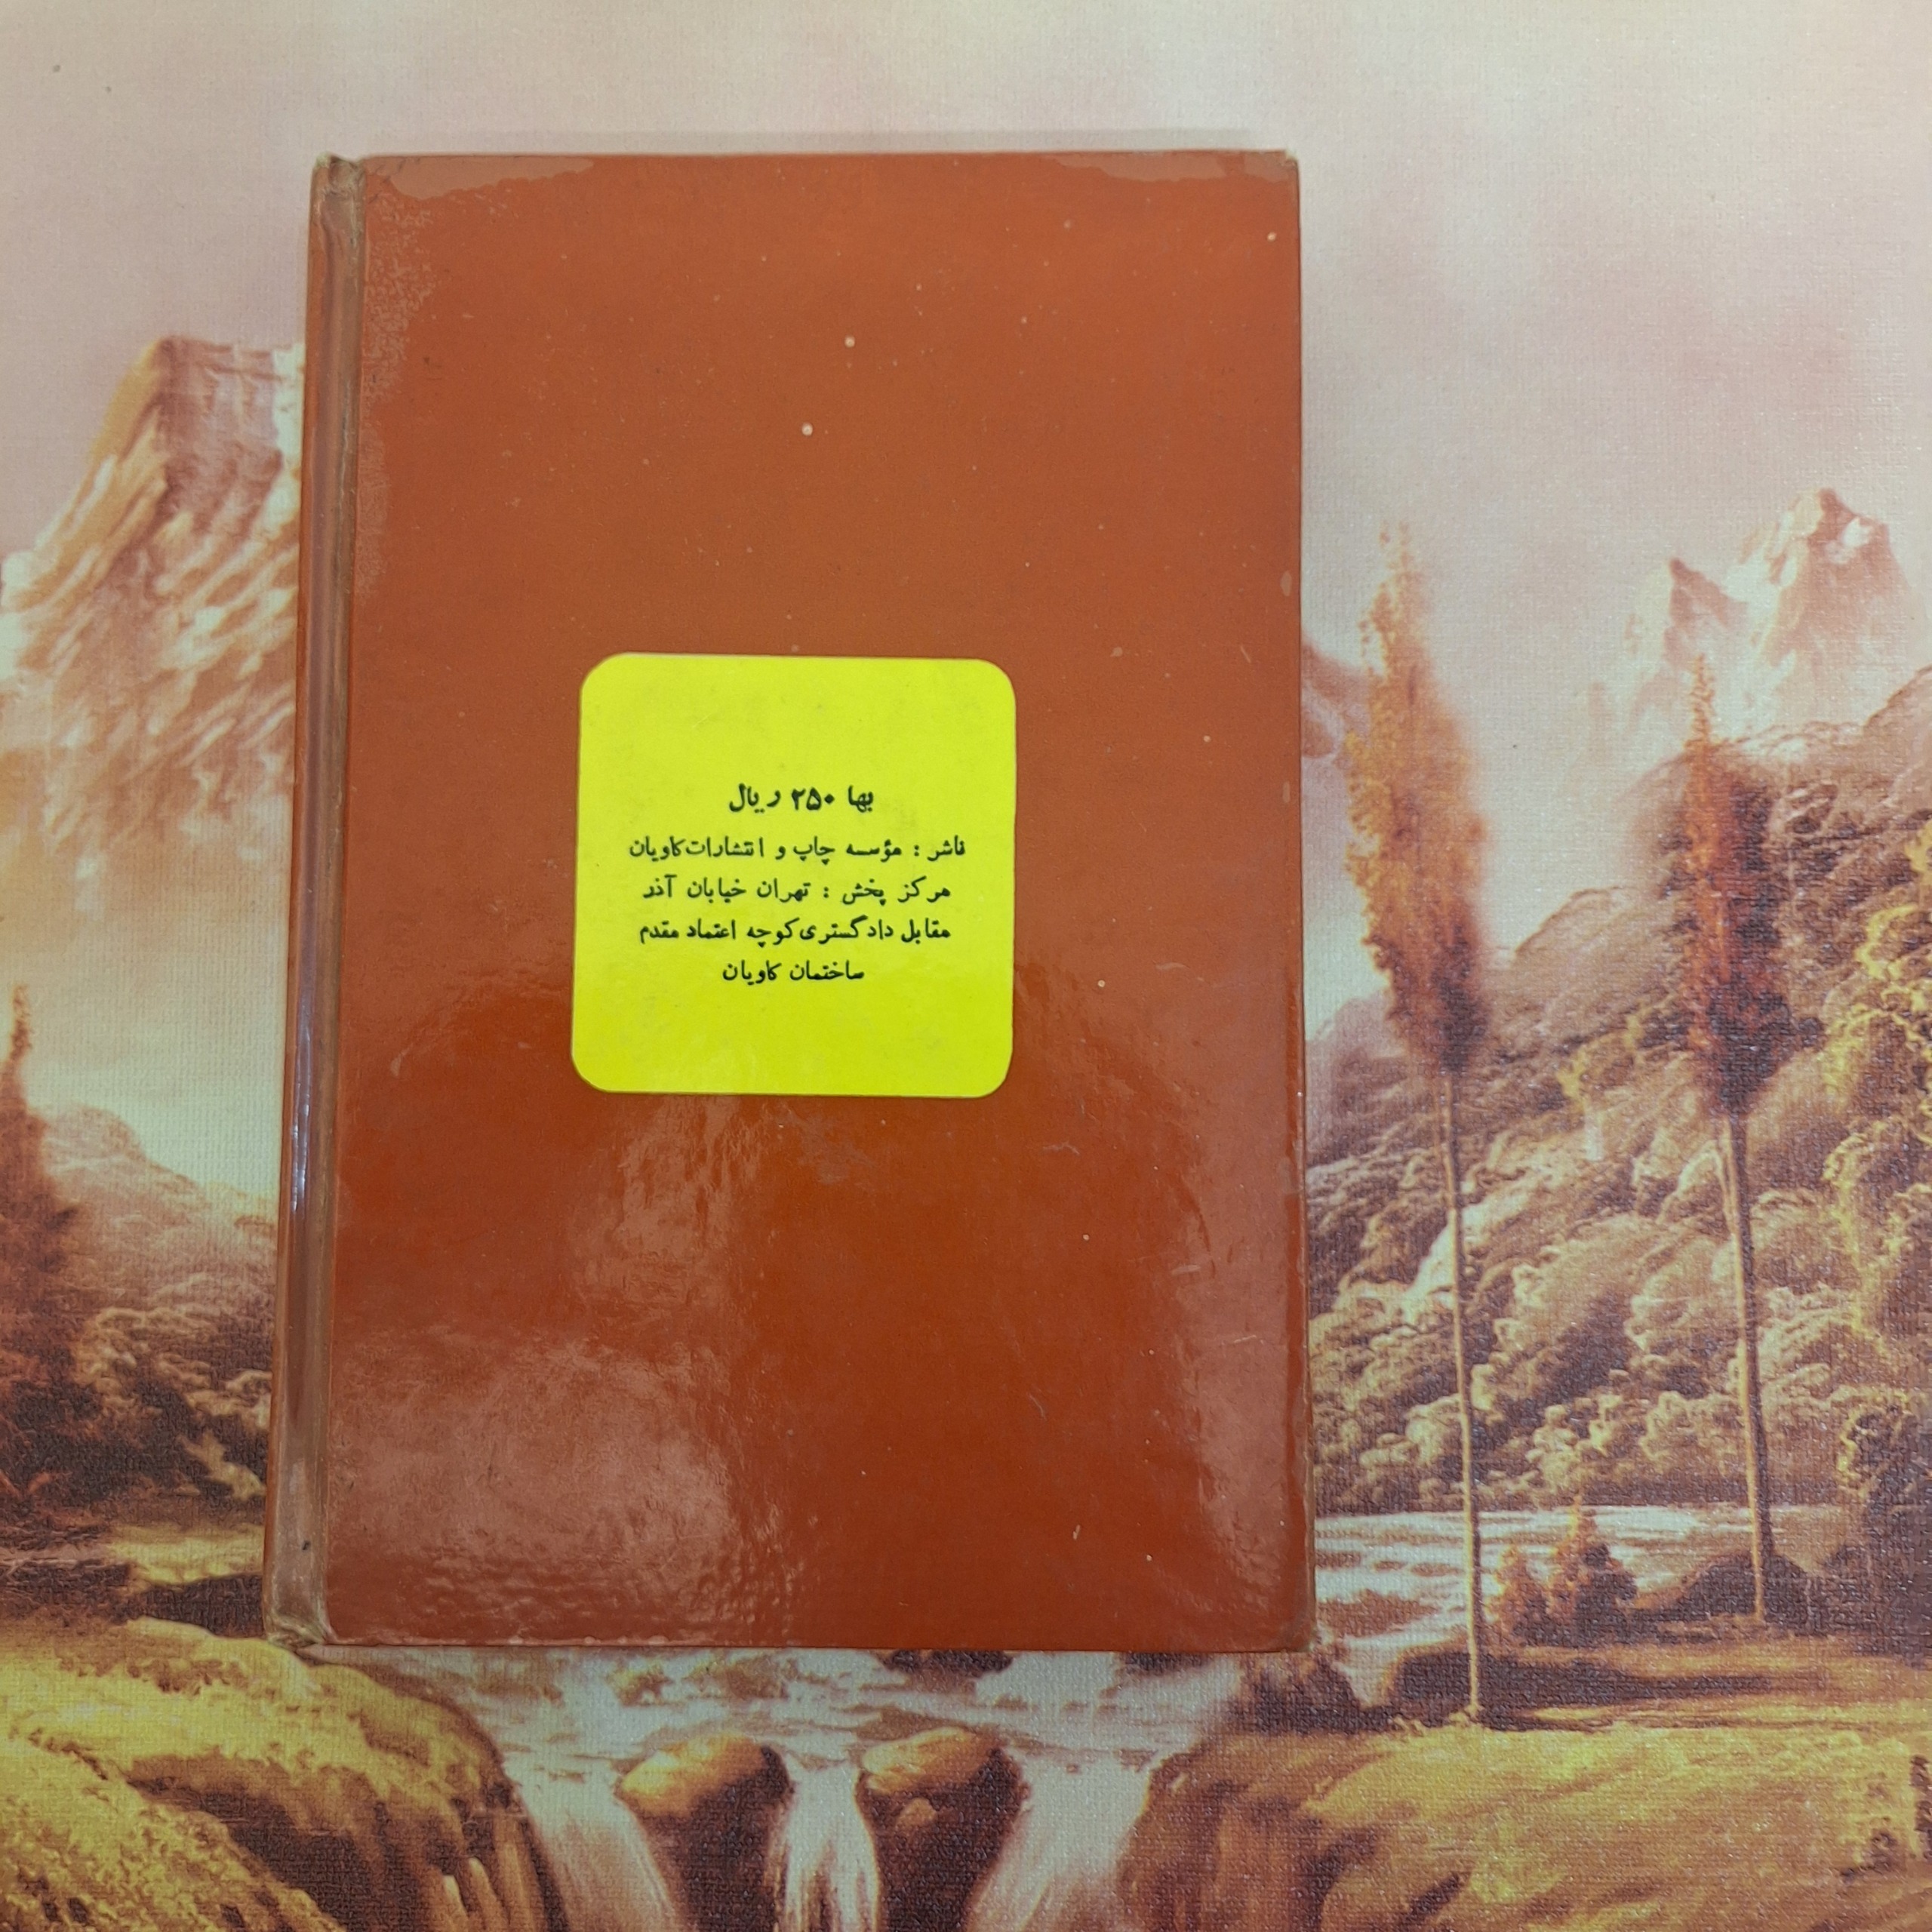 بها ۲۵۰ ریال
ناشر : مؤسسه چاپ و انتشارات کاویان
مرکز پخش : تهران خیابان آذر
مقابل دادگستری کوچه اعتماد مقدم
ساختمان کاویان